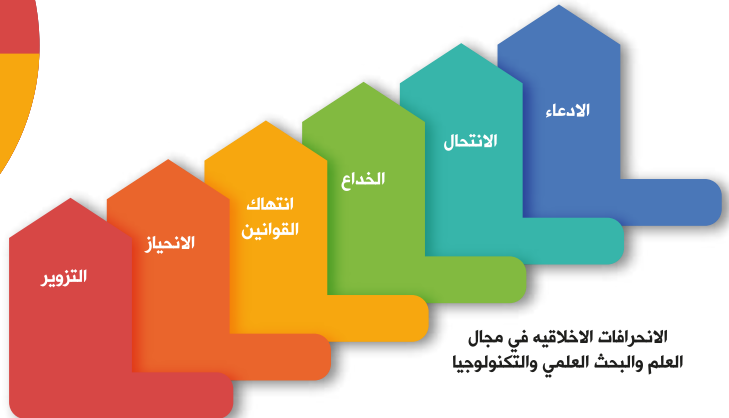 الادعاء
الانتحال
الخداع
انتهاك
القوانين
الانحياز
التزوير
الانحرافات الاخلاقيه في مجال
العلم والبحث العلمي والتكنولوجيا